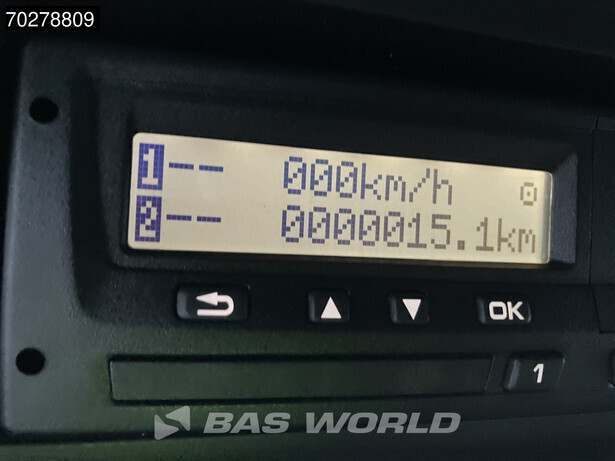 70278809
1-- 000km/h o
2-- 0000015.1km
OK
1
BAS WORLD